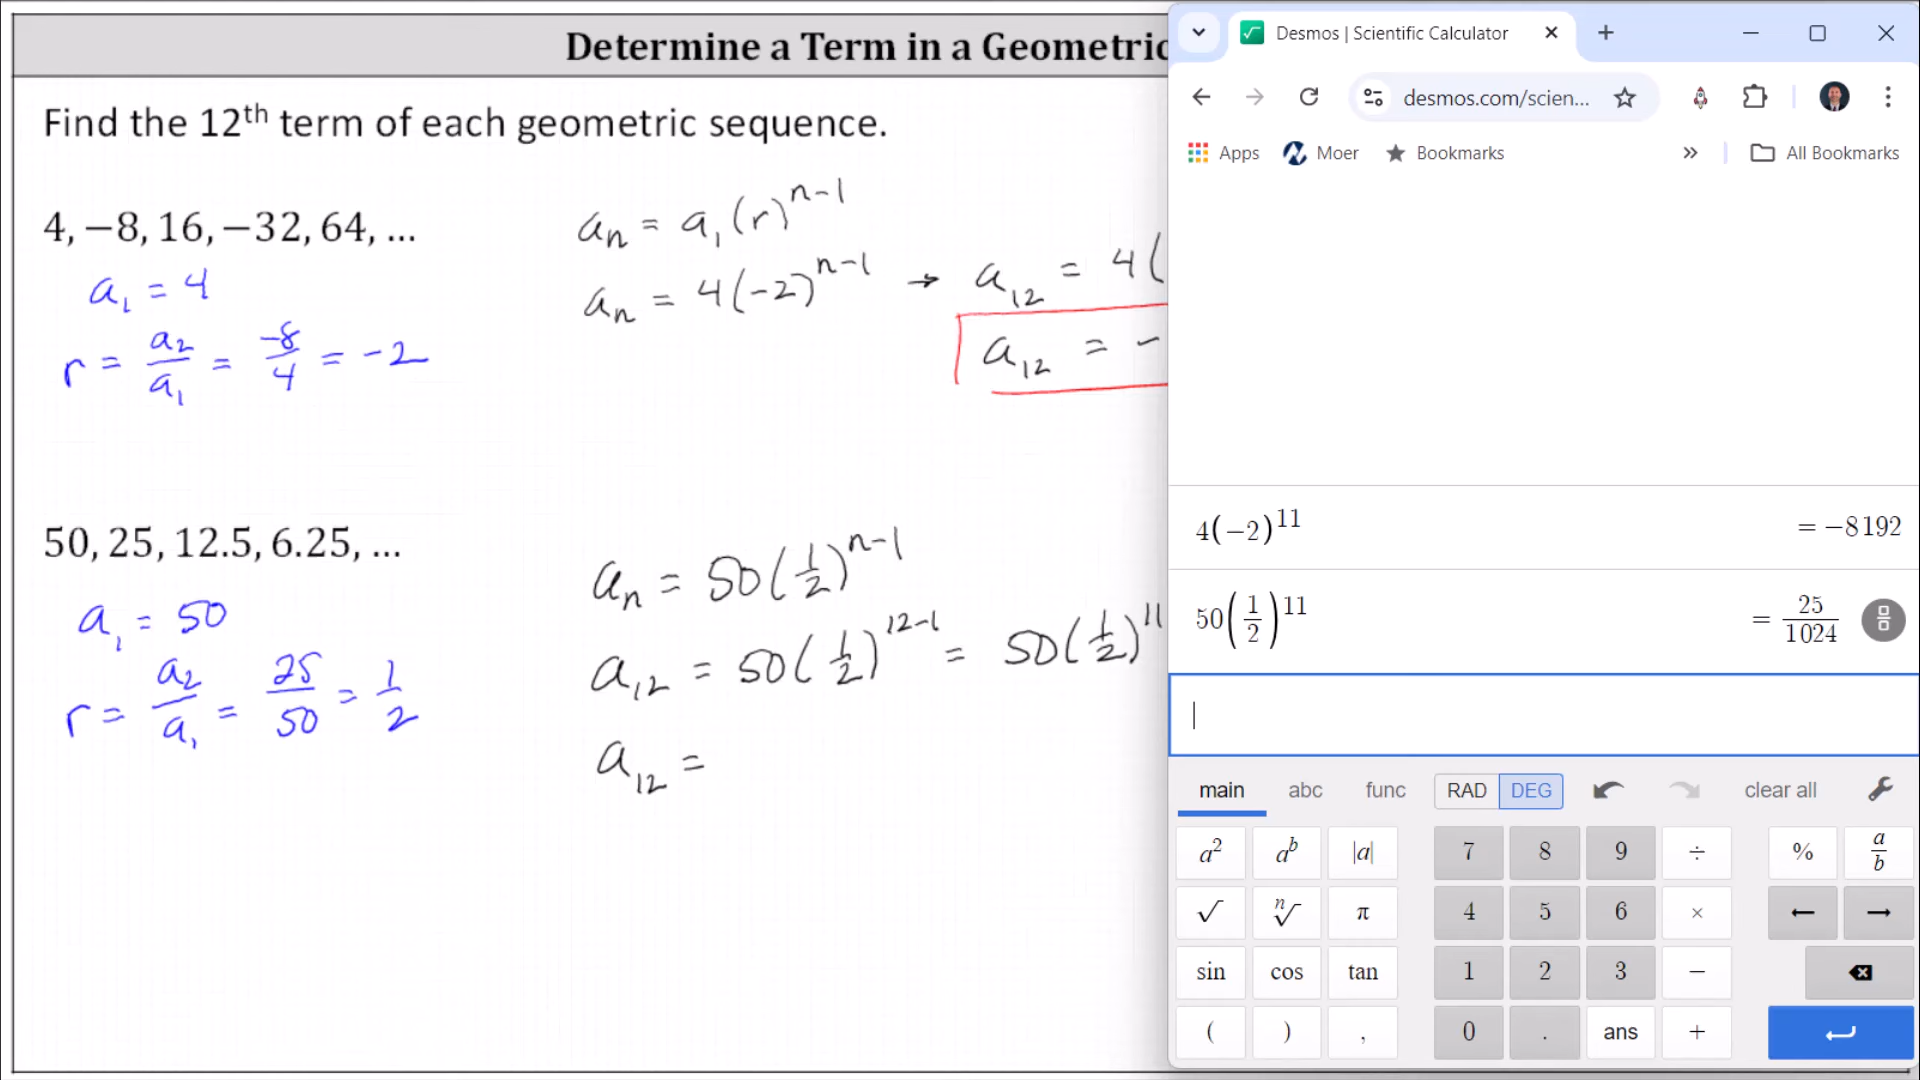 Determine a Term in a Geometric
Find the 12th term of each geometric sequence.
4, −8, 16, −32, 64, ...
a₁ = 4
r = a₂/a₁ = -8/4 = -2
aₙ = a₁(r)ⁿ⁻¹
aₙ = 4(-2)ⁿ⁻¹ → a₁₂ = 4(
a₁₂ = -
50, 25, 12.5, 6.25, ...
a₁ = 50
r = a₂/a₁ = 25/50 = 1/2
aₙ = 50(1/2)ⁿ⁻¹
a₁₂ = 50(1/2)¹²⁻¹ = 50(1/2)¹¹
a₁₂ =
Desmos | Scientific Calculator
desmos.com/scien...
Apps Moer Bookmarks » All Bookmarks
4(−2)¹¹ = −8192
50(1/2)¹¹ = 25/1024
main abc func RAD DEG clear all
a² aᵇ |a| 7 8 9 ÷ % a/b
√ ⁿ√ π 4 5 6 × ← →
sin cos tan 1 2 3 −
( ) , 0 . ans +